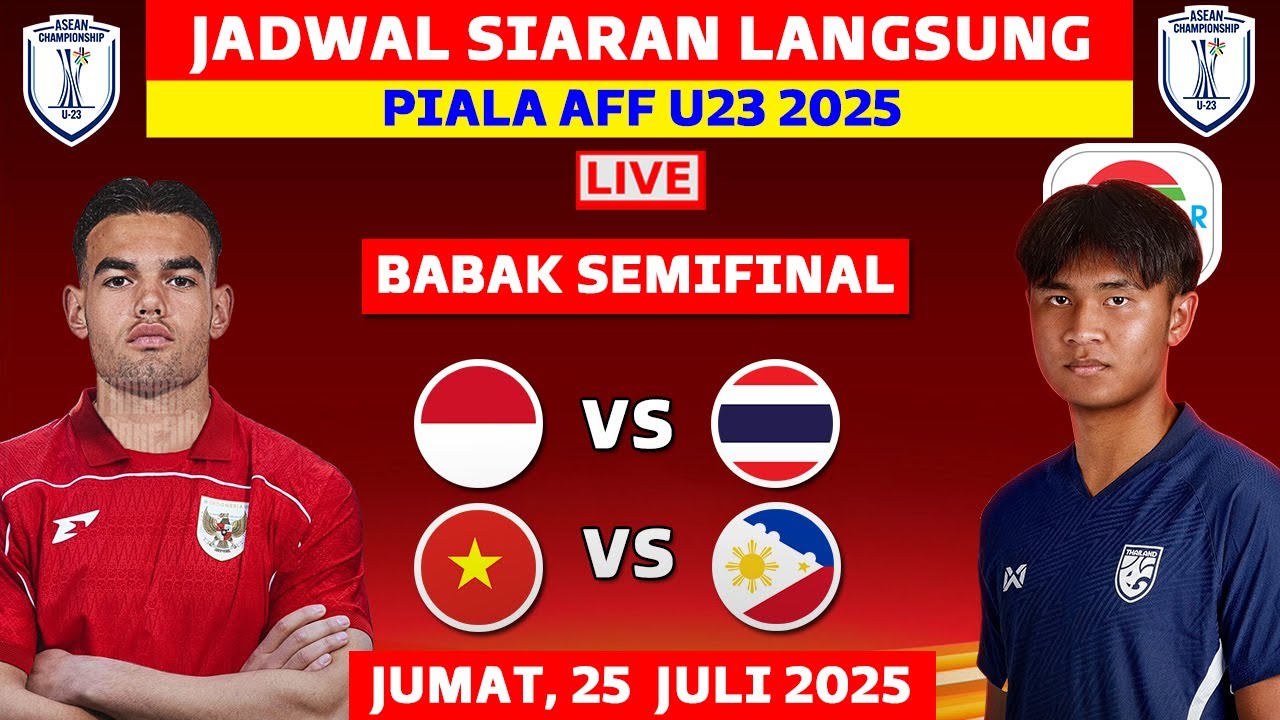 JADWAL SIARAN LANGSUNG
PIALA AFF U23 2025
ASEAN
CHAMPIONSHIP
U-23
ASEAN
CHAMPIONSHIP
U-23
LIVE
BABAK SEMIFINAL
VS
VS
THAILAND
JUMAT, 25 JULI 2025